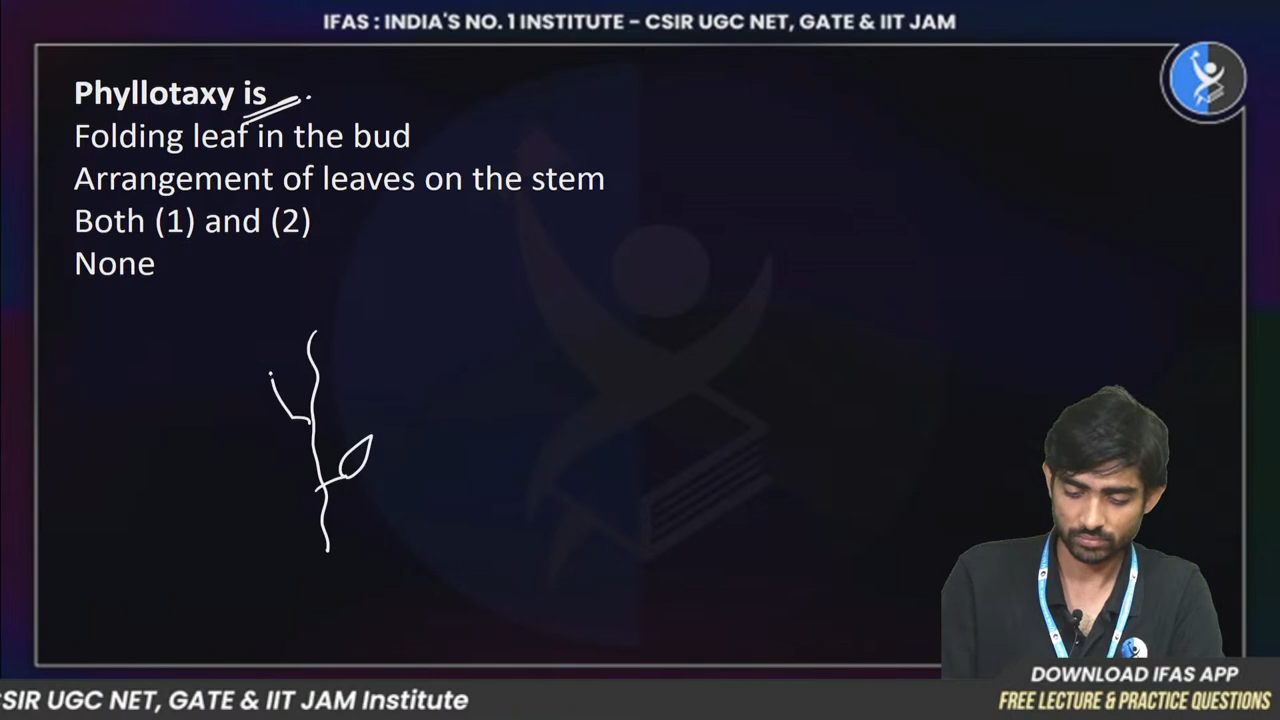 IFAS : INDIA'S NO. 1 INSTITUTE – CSIR UGC NET, GATE & IIT JAM
Phyllotaxy is
Folding leaf in the bud
Arrangement of leaves on the stem
Both (1) and (2)
None
DOWNLOAD IFAS APP
CSIR UGC NET, GATE & IIT JAM Institute
FREE LECTURE & PRACTICE QUESTIONS